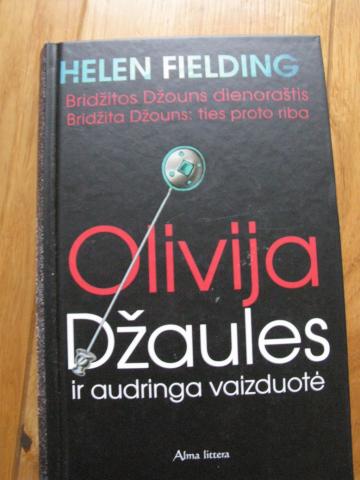 HELEN FIELDING
Bridžitos Džouns dienoraštis
Bridžita Džouns: ties proto riba
Olivija
Džaules
ir audringa vaizduotė
Alma littera